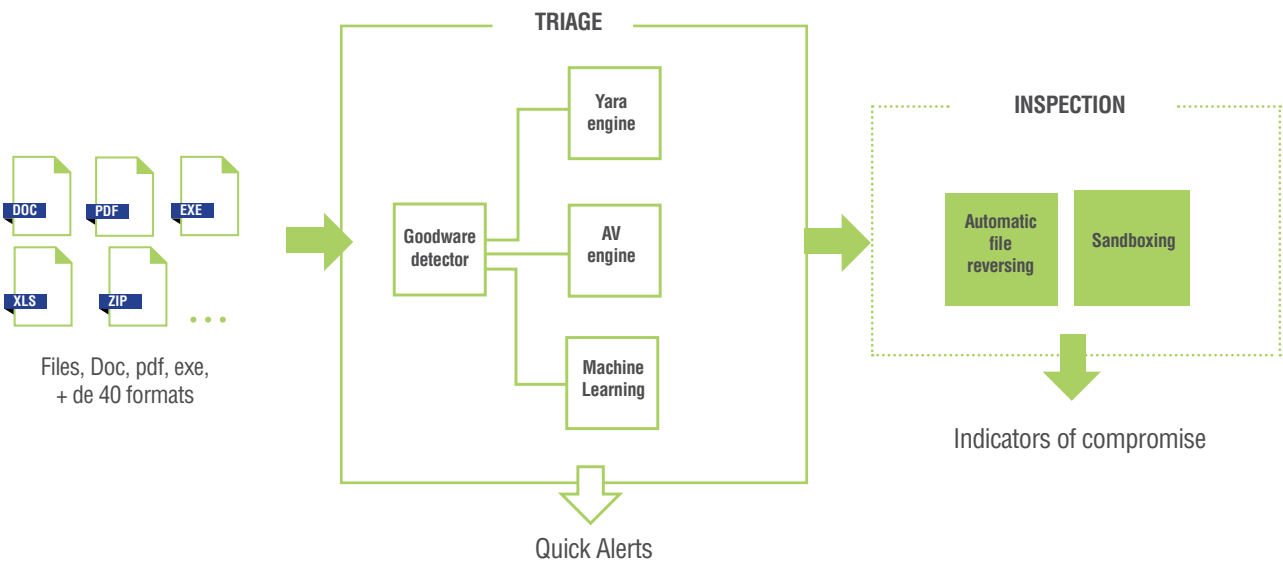 TRIAGE
Yara
engine
INSPECTION
DOC
PDF
EXE
Goodware
detector
AV
engine
Automatic
file
reversing
Sandboxing
XLS
ZIP
...
Files, Doc, pdf, exe,
+ de 40 formats
Machine
Learning
Indicators of compromise
Quick Alerts